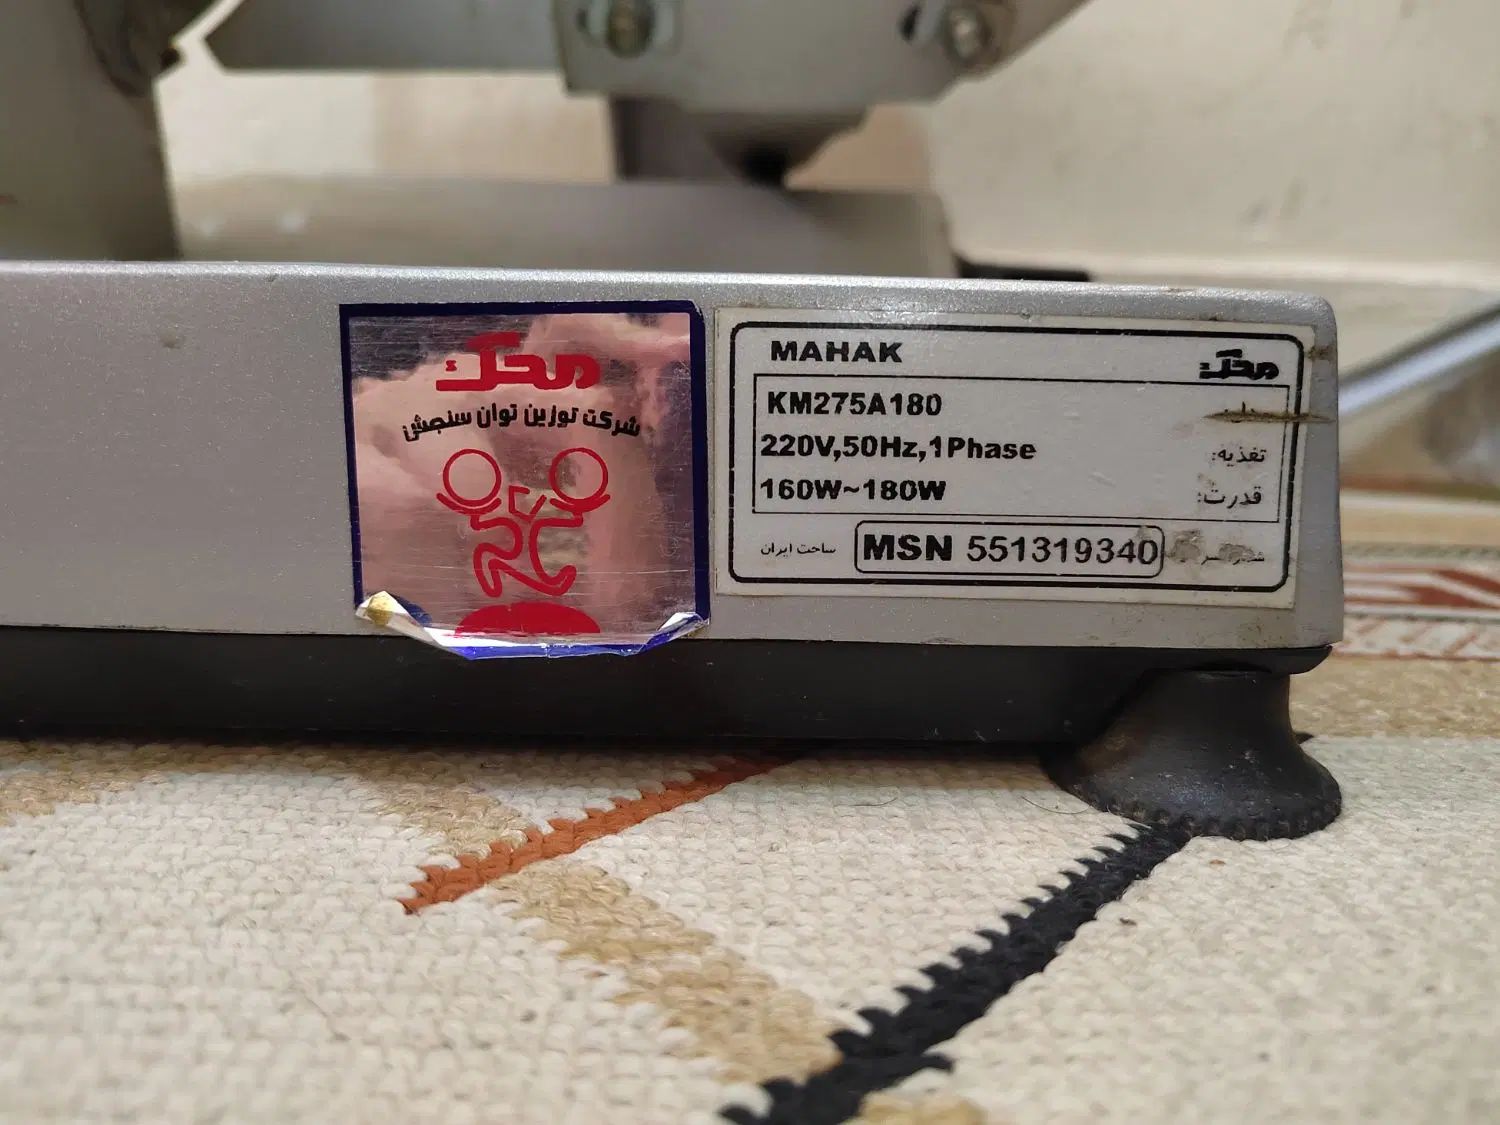 محک
شرکت توزین توان سنجش
MAHAK محک
KM275A180
220V,50Hz,1Phase تغذیه:
160W~180W قدرت:
MSN 551319340 ساخت ایران